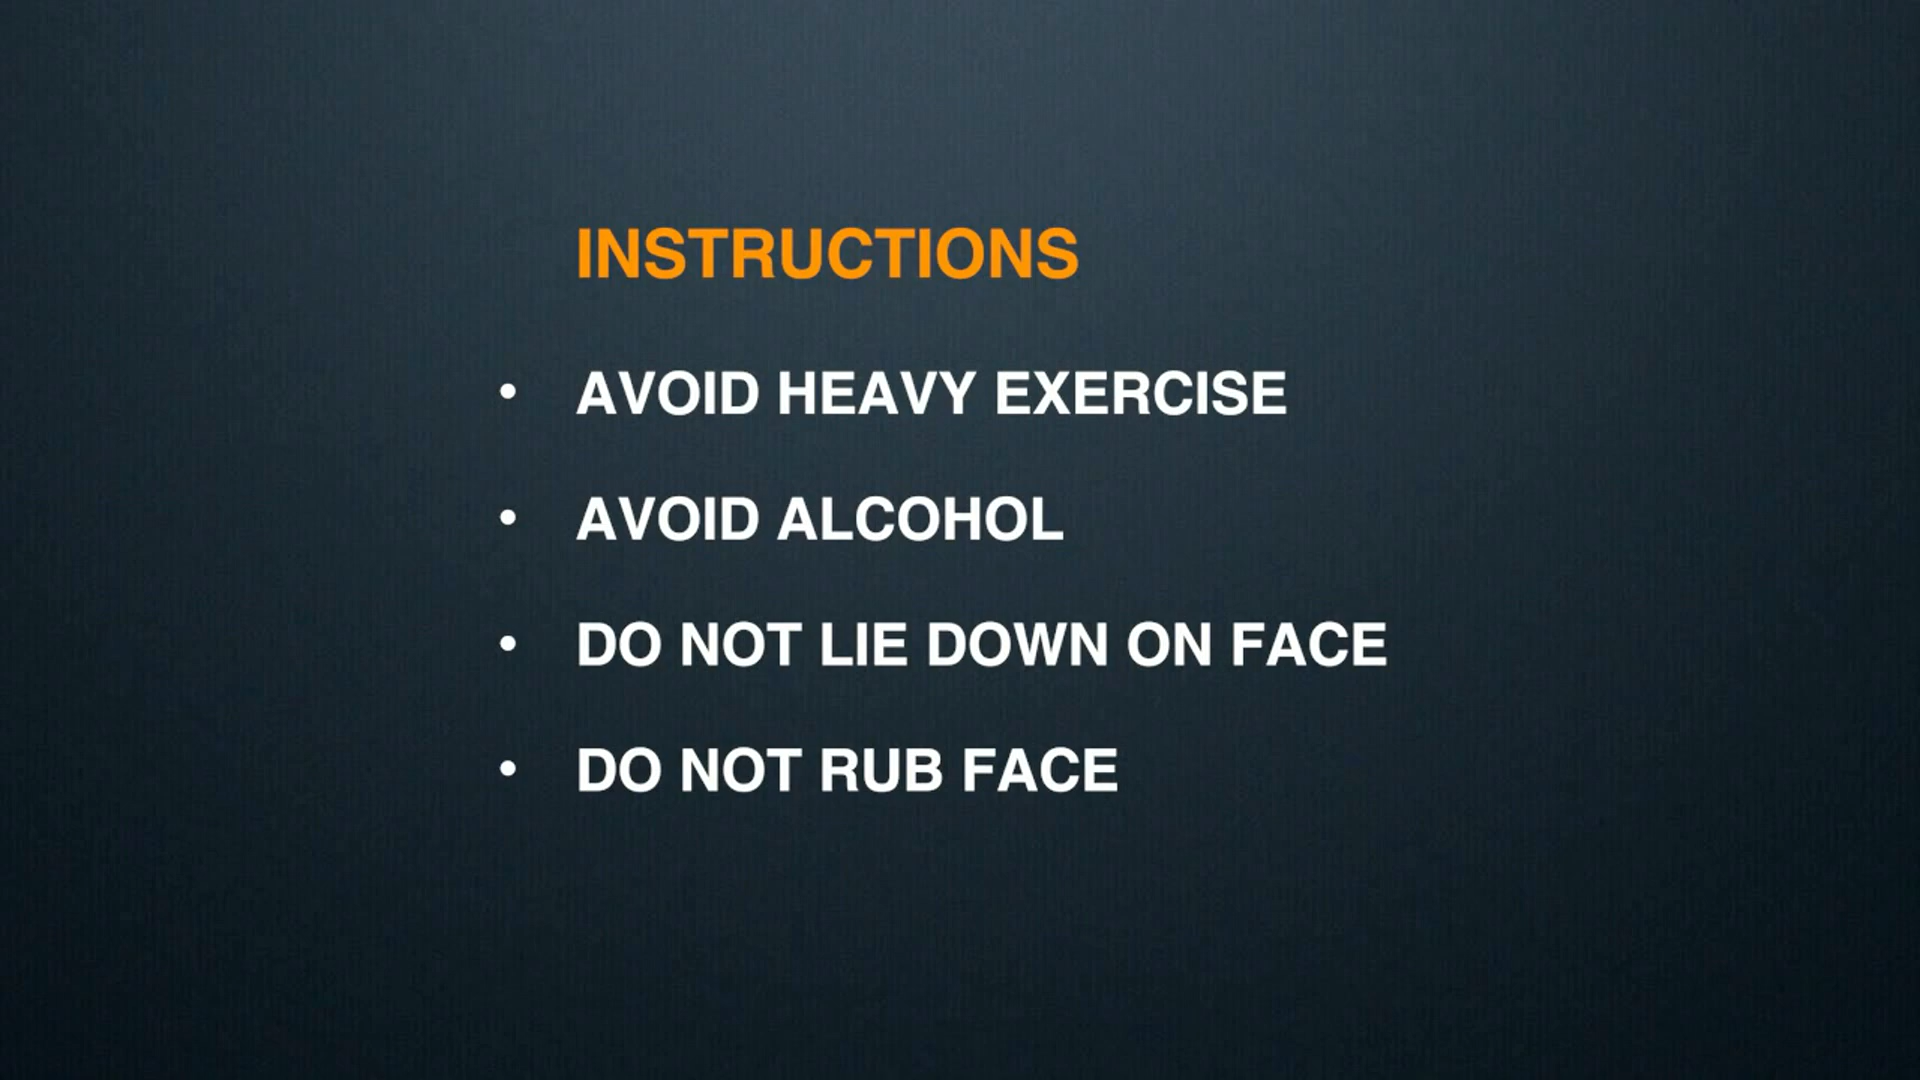 INSTRUCTIONS
• AVOID HEAVY EXERCISE
• AVOID ALCOHOL
• DO NOT LIE DOWN ON FACE
• DO NOT RUB FACE